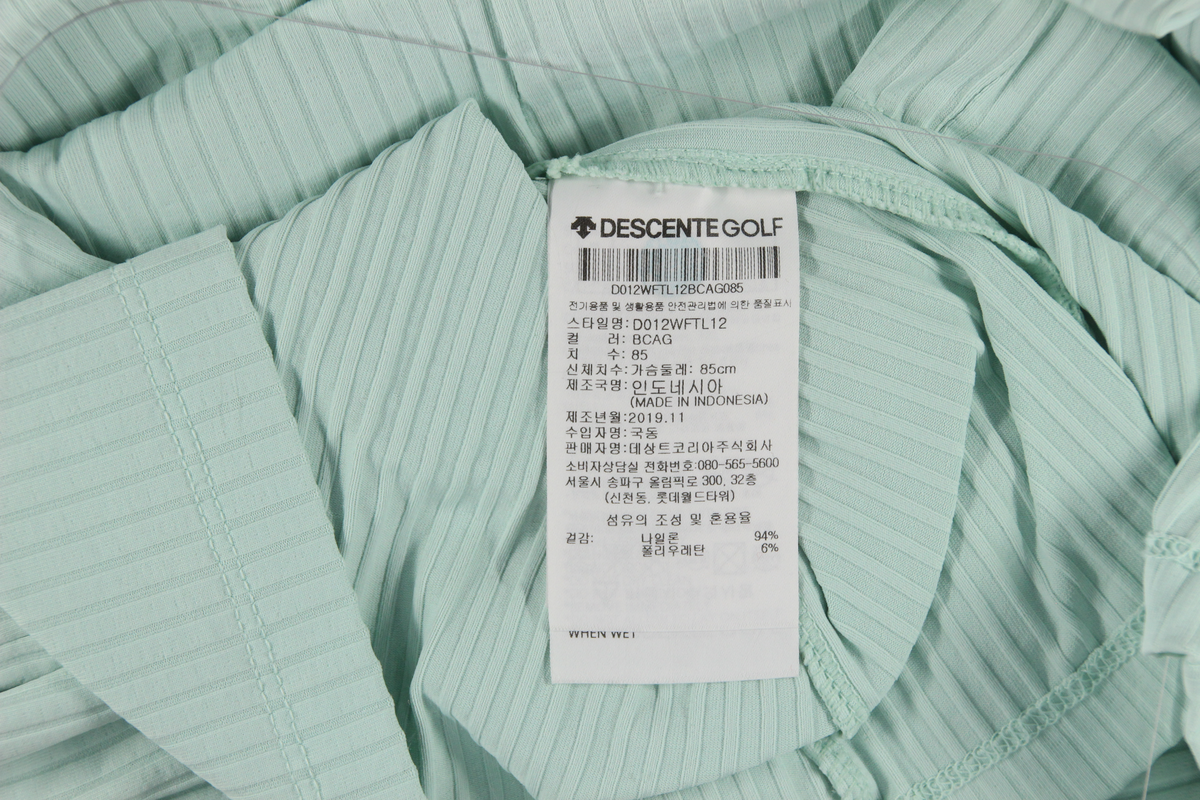 DESCENTE GOLF
D012WFTL12BCAG085
전기용품 및 생활용품 안전관리법에 의한 품질표시
스타일명: D012WFTL12
컬 러: BCAG
치 수: 85
신체치수: 가슴둘레: 85cm
제조국명: 인도네시아
(MADE IN INDONESIA)
제조년월: 2019.11
수입자명: 국동
판매자명: 데상트코리아주식회사
소비자상담실 전화번호: 080-565-5600
서울시 송파구 올림픽로 300, 32층
(신천동, 롯데월드타워)
섬유의 조성 및 혼용율
겉감: 나일론 94%
폴리우레탄 6%
WHEN WET